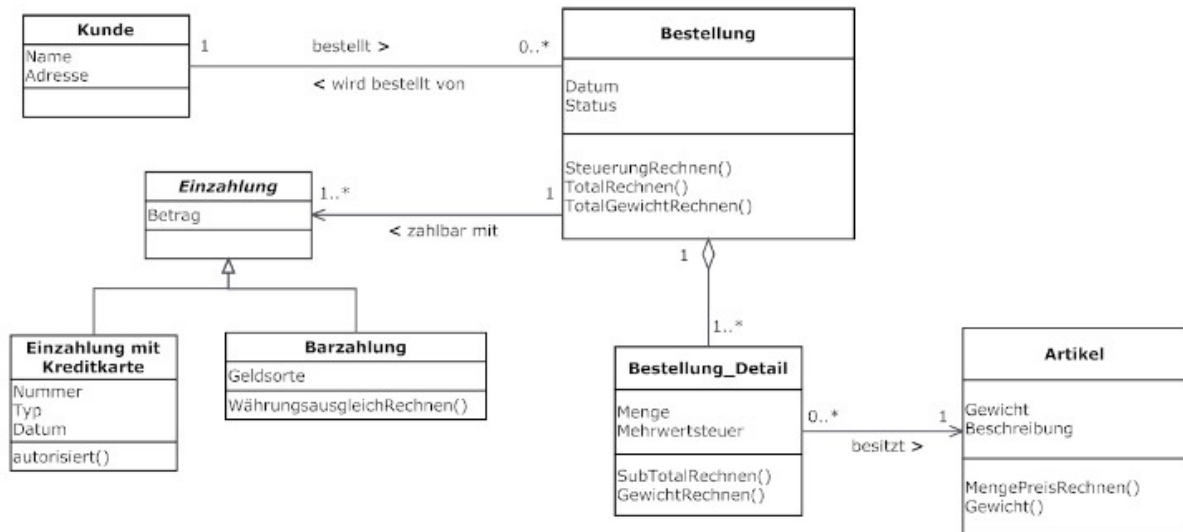 Kunde
Name
Adresse
1
bestellt >
0..*
< wird bestellt von
Bestellung
Datum
Status
SteuerungRechnen()
TotalRechnen()
TotalGewichtRechnen()
Einzahlung
Betrag
1..*
1
< zahlbar mit
1
1..*
Einzahlung mit
Kreditkarte
Nummer
Typ
Datum
autorisiert()
Barzahlung
Geldsorte
WährungsausgleichRechnen()
Bestellung_Detail
Menge
Mehrwertsteuer
SubTotalRechnen()
GewichtRechnen()
0..*
1
besitzt >
Artikel
Gewicht
Beschreibung
MengePreisRechnen()
Gewicht()